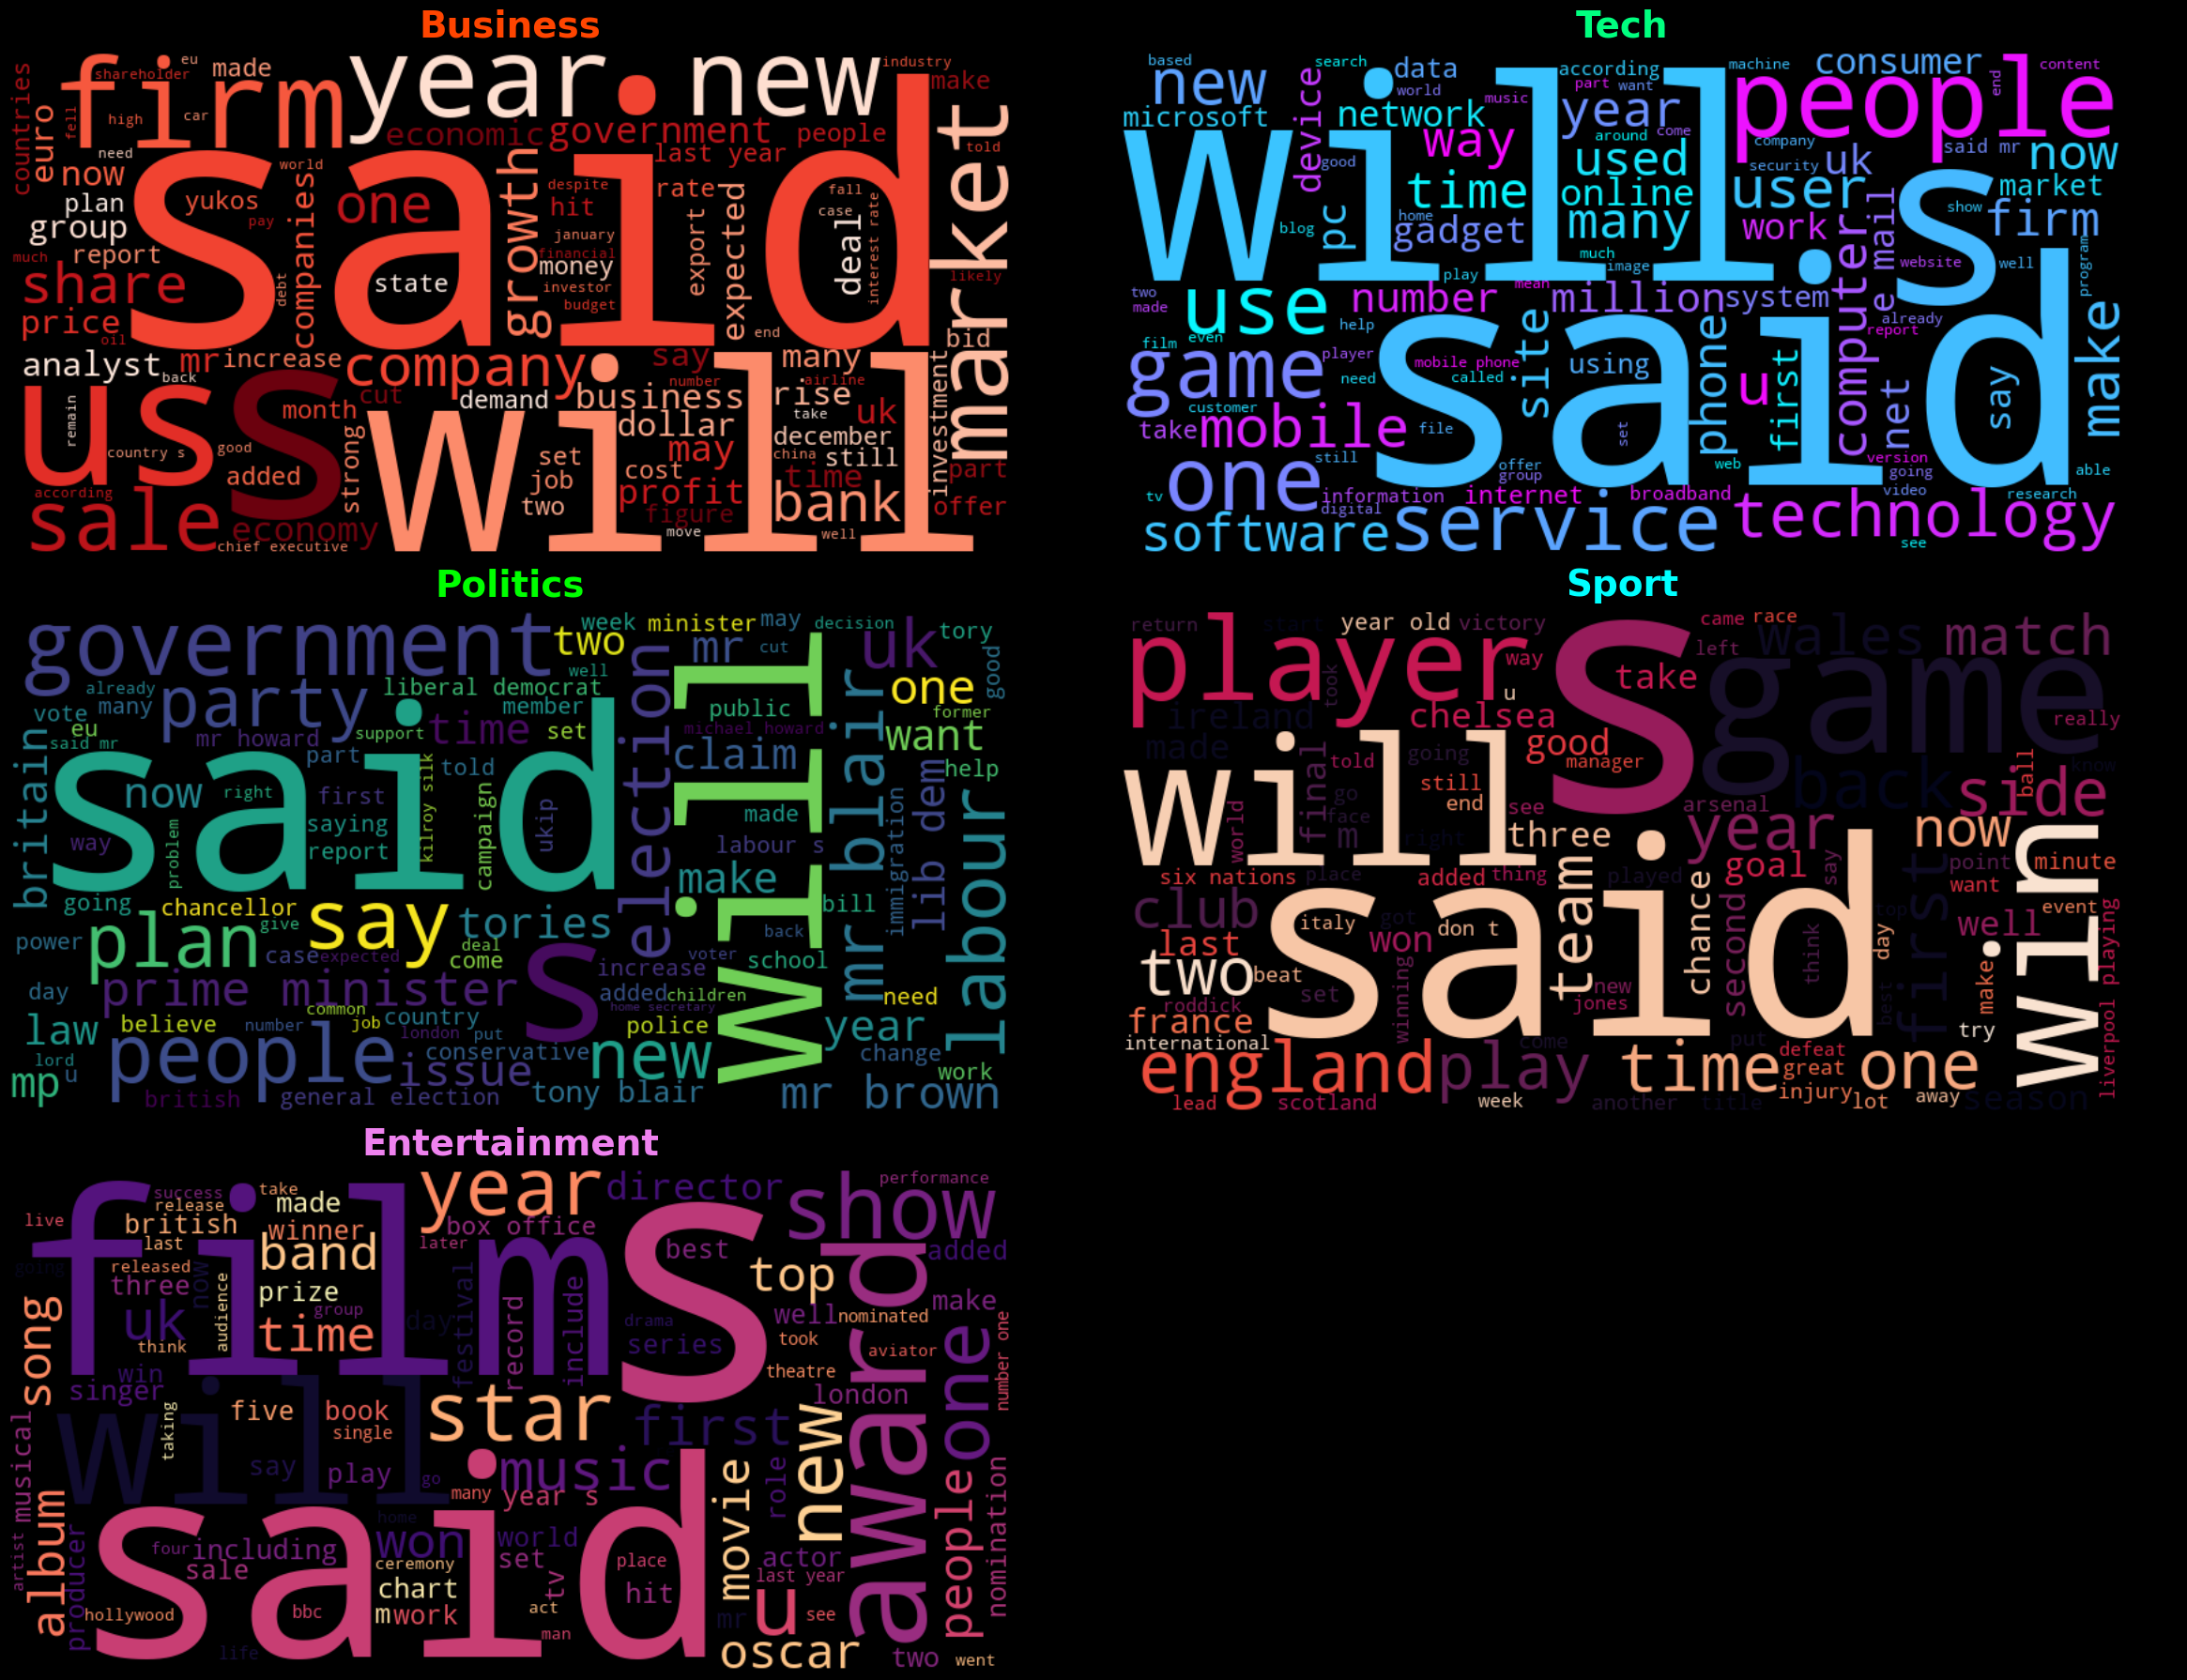 Business
eu
shareholder
made
firm
year
new
industry
make
countries
euro
fell
high
car
economic
government
people
market
need
now
world
last year
told
plan
yukos
one
growth
despite
rate
fall
group
pay
companies
hit
export
expected
case
deal
interest rate
report
said
january
financial
much
share
debt
state
money
investor
budget
likely
price
oil
end
bid
analyst
mr
increase
company
say
many
back
cut
number
airline
investment
us
s
month
demand
business
rise
take
uk
remain
dollar
country s
good
strong
may
december
still
added
set
cost
china
time
part
according
job
profit
bank
sale
economy
two
figure
offer
chief executive
will
move
well
Tech
based
search
data
according
machine
consumer
content
new
device
world
part
want
people
end
microsoft
network
music
year
way
around
come
company
said mr
now
will
good
used
security
uk
time
online
user
s
market
pc
home
many
work
mail
show
firm
blog
gadget
much
play
image
website
well
program
two
mean
made
use
number
million
system
computer
e
already
help
report
film
even
site
phone
make
game
player
mobile phone
using
need
called
first
u
customer
net
say
take
mobile
file
set
still
offer
web
version
going
able
one
group
tv
information
internet
broadband
video
research
digital
software
service
technology
see
said
Politics
week
minister
may
decision
government
two
mr
cut
uk
tory
well
already
party
liberal democrat
election
good
vote
many
member
public
one
eu
former
said mr
mr howard
support
time
set
michael howard
want
britain
part
claim
told
kilroy silk
help
now
right
first
immigration
made
saying
ukip
way
problem
report
campaign
labour s
lib dem
said
mr blair
make
going
chancellor
give
say
tories
bill
labour
power
plan
deal
back
case
expected
come
voter
school
increase
day
prime minister
s
added
children
need
home secretary
common
law
believe
number
job
country
police
year
london
put
lord
u
people
conservative
new
change
issue
work
mp
british
general election
tony blair
will
mr brown
Sport
return
start
year old
victory
came
race
player
way
s
left
wales
match
took
u
take
game
ireland
chelsea
really
made
final
told
going
good
manager
ball
know
still
back
side
go
end
see
arsenal
world
face
will
m
right
three
year
now
six nations
place
added
thing
played
goal
say
point
minute
want
club
italy
got
don t
team
chance
second
top
event
last
won
first
well
win
two
beat
winning
think
day
set
new
roddick
jones
best
make
liverpool playing
france
said
try
international
come
put
defeat
england
play
time
great
one
injury
lead
scotland
week
another
title
lot
away
season
Entertainment
success
take
year
director
performance
release
made
show
live
british
winner
box office
last
later
best
band
added
going
released
top
three
now
prize
festival
award
audience
group
include
make
uk
day
record
drama
well
nominated
song
time
series
took
number one
think
aviator
film
s
win
theatre
singer
london
one
taking
five
book
star
first
single
new
musical
will
say
play
go
music
role
many
year s
movie
people
nomination
album
home
won
world
artist
producer
four
including
ceremony
set
place
actor
sale
last year
chart
tv
hit
hollywood
bbc
m
work
act
u
see
mr
man
said
life
oscar
two
went